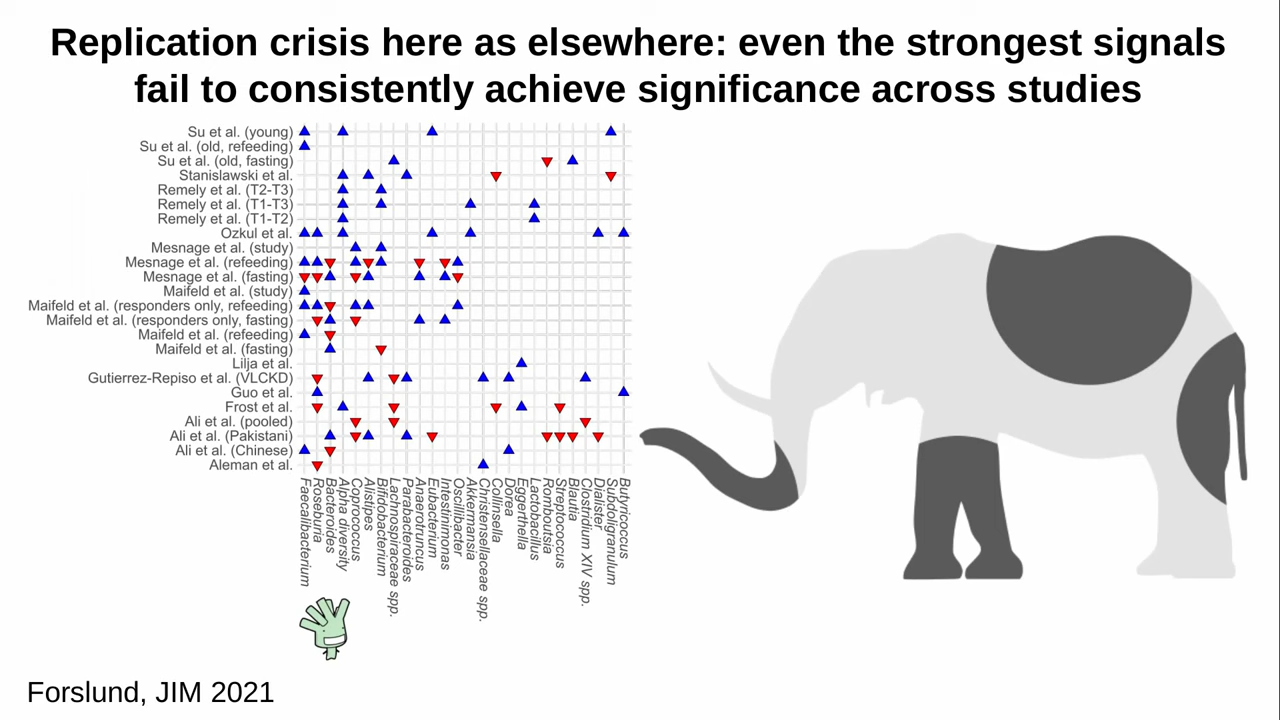 Replication crisis here as elsewhere: even the strongest signals
fail to consistently achieve significance across studies
Su et al. (young)
Su et al. (old, refeeding)
Su et al. (old, fasting)
Stanislawski et al.
Remely et al. (T2-T3)
Remely et al. (T1-T3)
Remely et al. (T1-T2)
Ozkul et al.
Mesnage et al. (study)
Mesnage et al. (refeeding)
Mesnage et al. (fasting)
Maifeld et al. (study)
Maifeld et al. (responders only, refeeding)
Maifeld et al. (responders only, fasting)
Maifeld et al. (refeeding)
Maifeld et al. (fasting)
Lilja et al.
Gutierrez-Repiso et al. (VLCKD)
Guo et al.
Frost et al.
Ali et al. (pooled)
Ali et al. (Pakistani)
Ali et al. (Chinese)
Aleman et al.
Faecalibacterium
Roseburia
Bacteroides
Alpha diversity
Coprococcus
Alistipes
Bifidobacterium
Lachnospiraceae spp.
Parabacteroides
Anaerotruncus
Eubacterium
Intestinimonas
Oscillibacter
Akkermansia
Christensellaceae spp.
Collinsella
Dorea
Eggerthella
Lactobacillus
Romboutsia
Streptococcus
Blautia
Clostridium XIV spp.
Dialister
Subdoligranulum
Butyricoccus
Forslund, JIM 2021